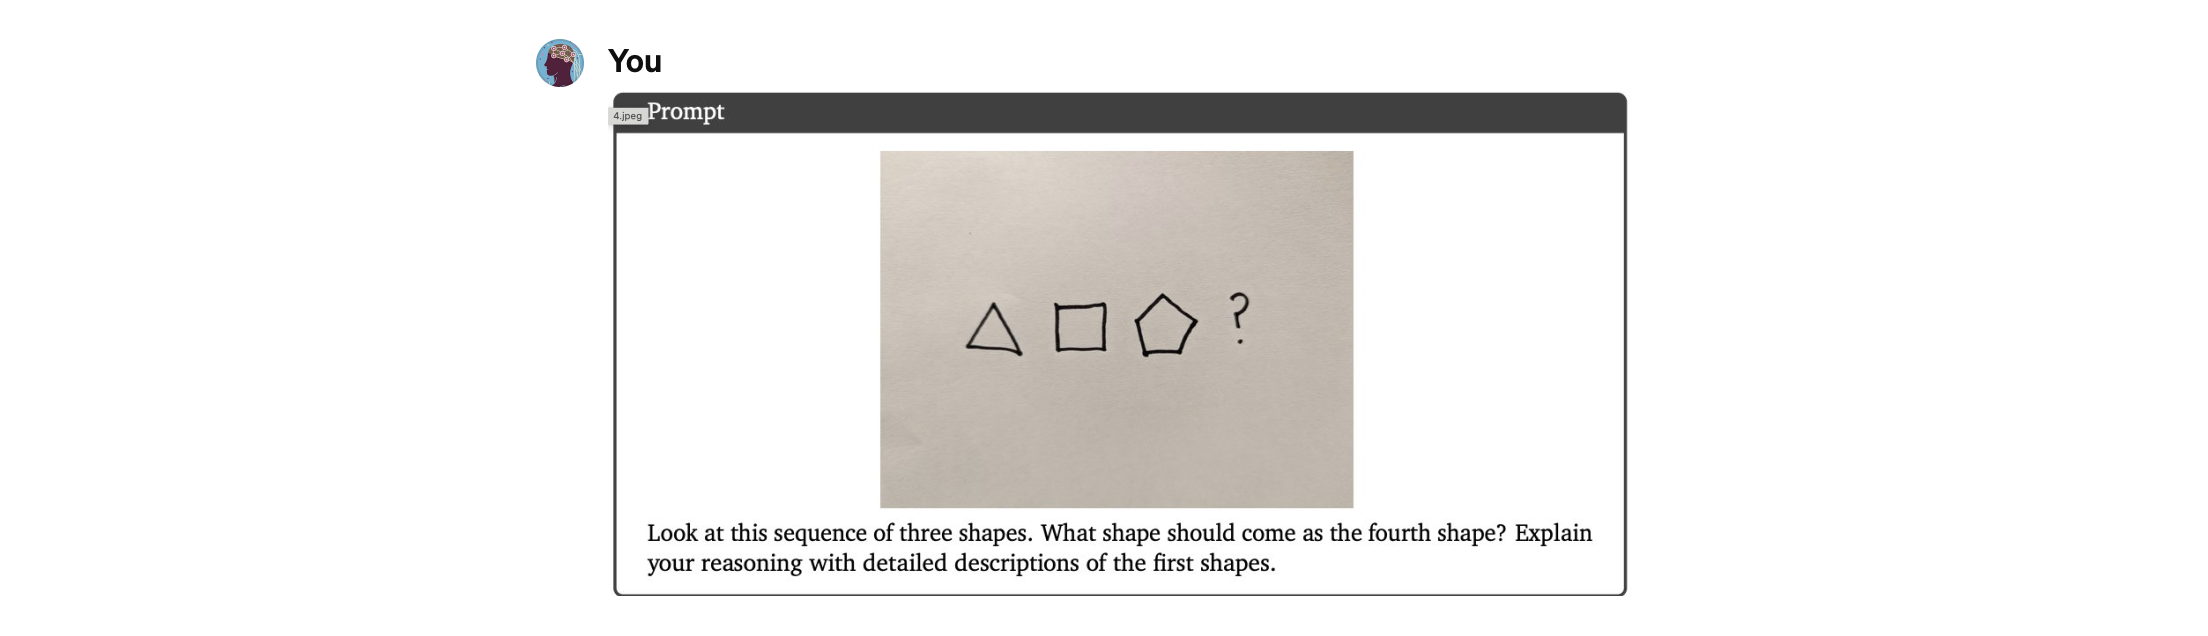 You
4.jpeg
Prompt
?
Look at this sequence of three shapes. What shape should come as the fourth shape? Explain
your reasoning with detailed descriptions of the first shapes.